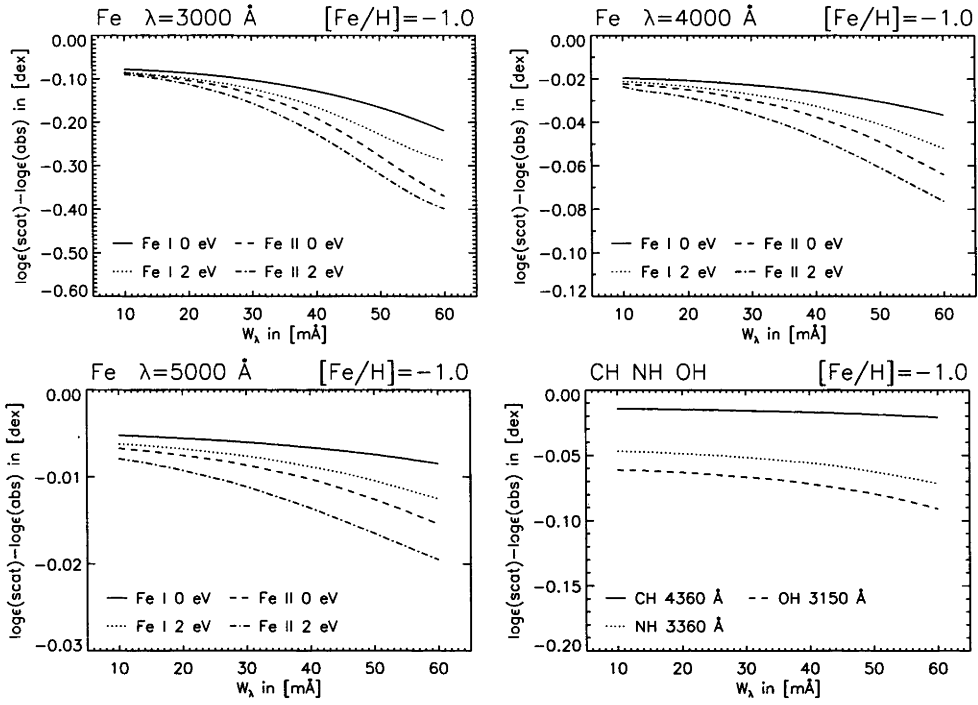 Fe λ=3000 Å [Fe/H]=−1.0
logε(scat)−logε(abs) in [dex]
0.00
−0.10
−0.20
−0.30
−0.40
−0.50
−0.60
Fe I 0 eV Fe II 0 eV
Fe I 2 eV Fe II 2 eV
10 20 30 40 50 60
Wλ in [mÅ]
Fe λ=4000 Å [Fe/H]=−1.0
logε(scat)−logε(abs) in [dex]
0.00
−0.02
−0.04
−0.06
−0.08
−0.10
−0.12
Fe I 0 eV Fe II 0 eV
Fe I 2 eV Fe II 2 eV
10 20 30 40 50 60
Wλ in [mÅ]
Fe λ=5000 Å [Fe/H]=−1.0
logε(scat)−logε(abs) in [dex]
0.00
−0.01
−0.02
−0.03
Fe I 0 eV Fe II 0 eV
Fe I 2 eV Fe II 2 eV
10 20 30 40 50 60
Wλ in [mÅ]
CH NH OH [Fe/H]=−1.0
logε(scat)−logε(abs) in [dex]
0.00
−0.05
−0.10
−0.15
−0.20
CH 4360 Å OH 3150 Å
NH 3360 Å
10 20 30 40 50 60
Wλ in [mÅ]